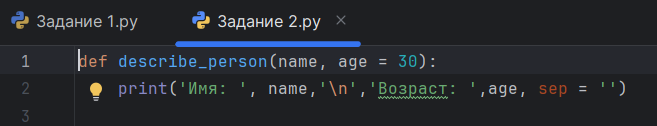 Задание 1.py Задание 2.py ×
1 def describe_person(name, age = 30):
2 print('Имя: ', name,'\n','Возраст: ',age, sep = '')
3